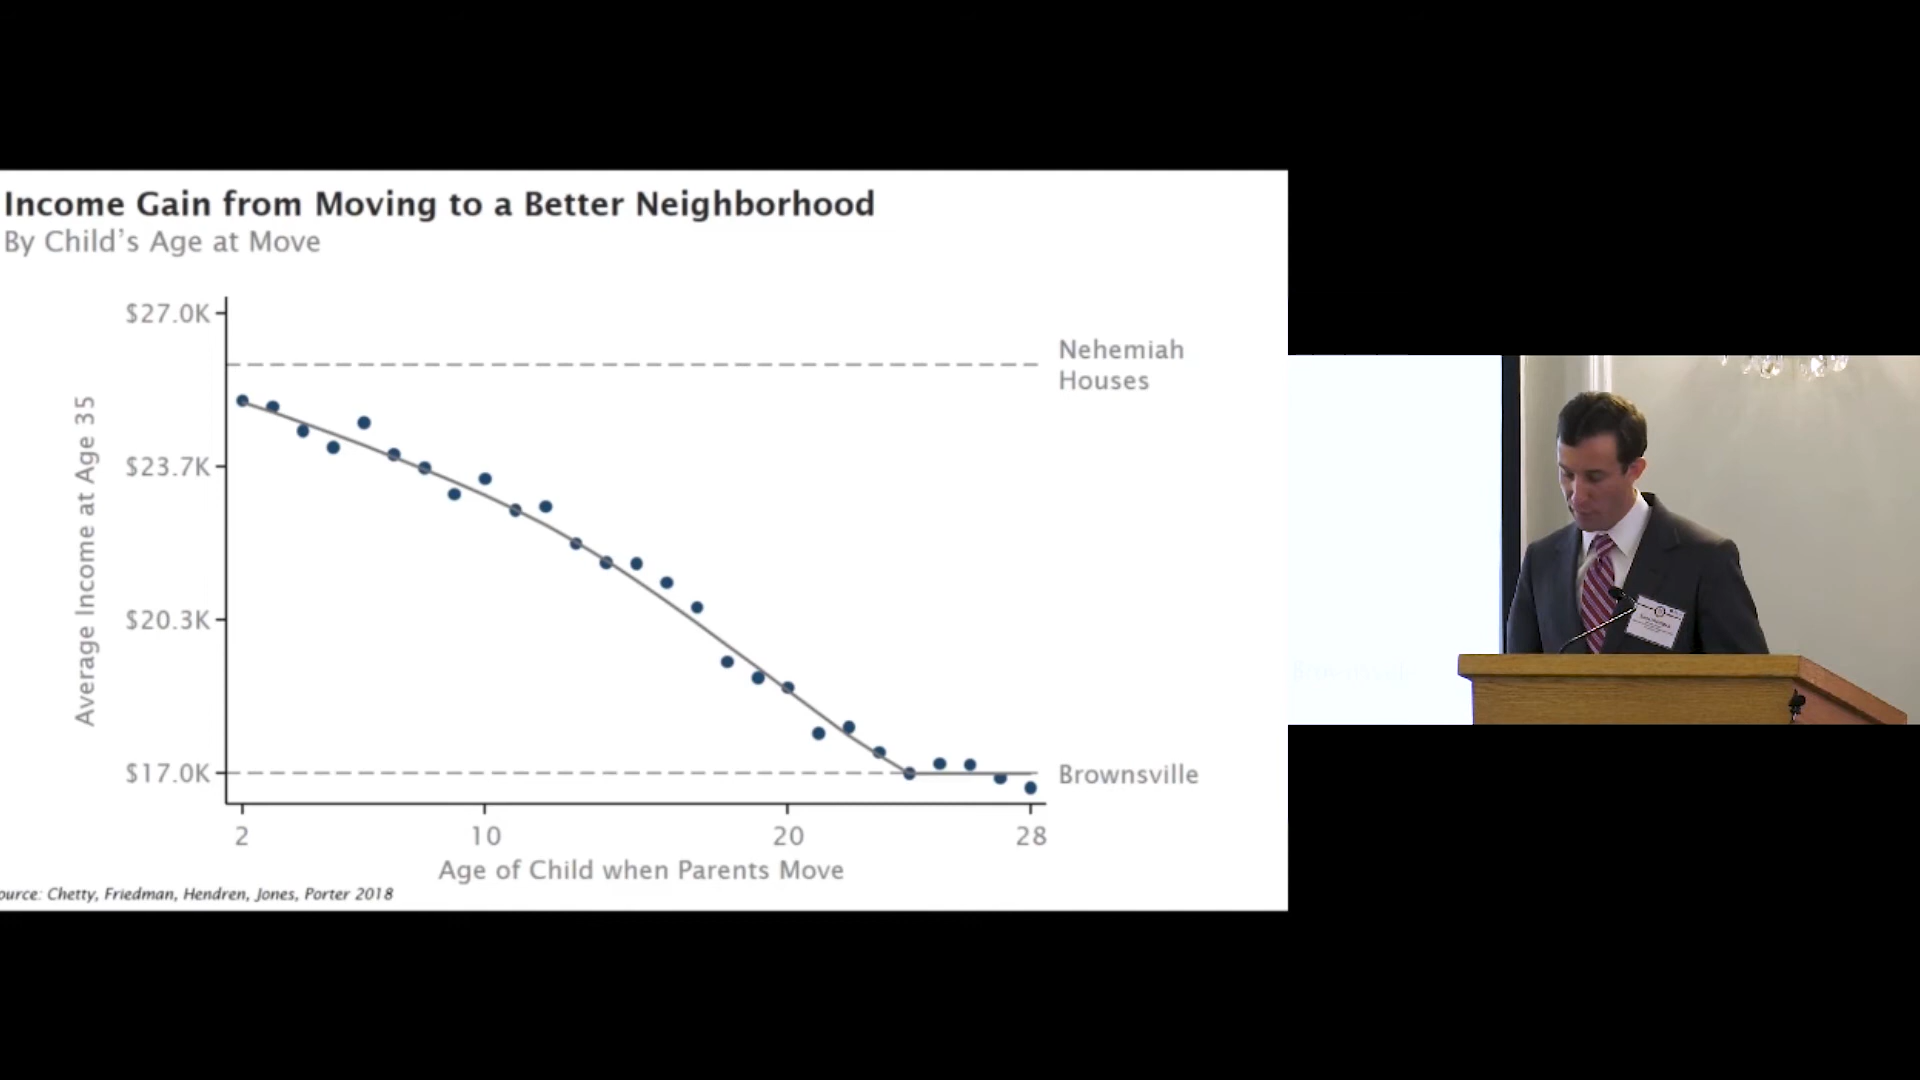 Income Gain from Moving to a Better Neighborhood
By Child's Age at Move
$27.0K
$23.7K
$20.3K
$17.0K
Average Income at Age 35
Nehemiah
Houses
Brownsville
2
10
20
28
Age of Child when Parents Move
ource: Chetty, Friedman, Hendren, Jones, Porter 2018